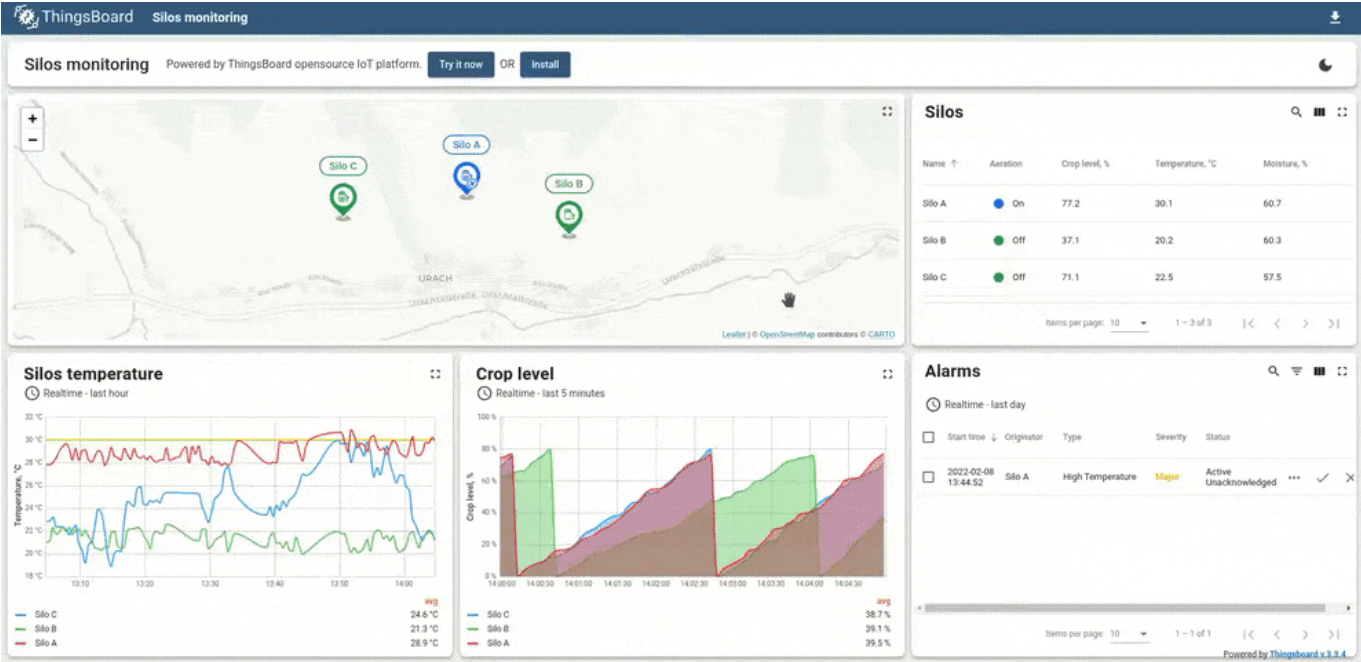 ThingsBoard Silos monitoring
Silos monitoring Powered by ThingsBoard opensource IoT platform. Try it now OR Install
+
−
Silo A
Silo C
Silo B
URACH
Urachtalstraße Urachtalstraße
Urachtalstraße
Leaflet | © OpenStreetMap contributors © CARTO
Silos
Name Aeration Crop level, % Temperature, °C Moisture, %
Silo A On 77.2 30.1 60.7
Silo B Off 37.1 20.2 60.3
Silo C Off 71.1 22.5 57.5
Items per page: 10 1 – 3 of 3
Silos temperature
Realtime - last hour
Temperature, °C
32 °C
30 °C
28 °C
26 °C
24 °C
22 °C
20 °C
18 °C
13:10 13:20 13:30 13:40 13:50 14:00
avg
Silo C 24.6 °C
Silo B 21.3 °C
Silo A 28.9 °C
Crop level
Realtime - last 5 minutes
Crop level, %
100 %
80 %
60 %
40 %
20 %
0 %
14:00:00 14:00:30 14:01:00 14:01:30 14:02:00 14:02:30 14:03:00 14:03:30 14:04:00 14:04:30
avg
Silo C 38.7 %
Silo B 39.1 %
Silo A 39.5 %
Alarms
Realtime - last day
Start time Originator Type Severity Status
2022-02-08
13:44:52 Silo A High Temperature Major Active
Unacknowledged
Items per page: 10 1 – 1 of 1
Powered by Thingsboard v.3.3.4